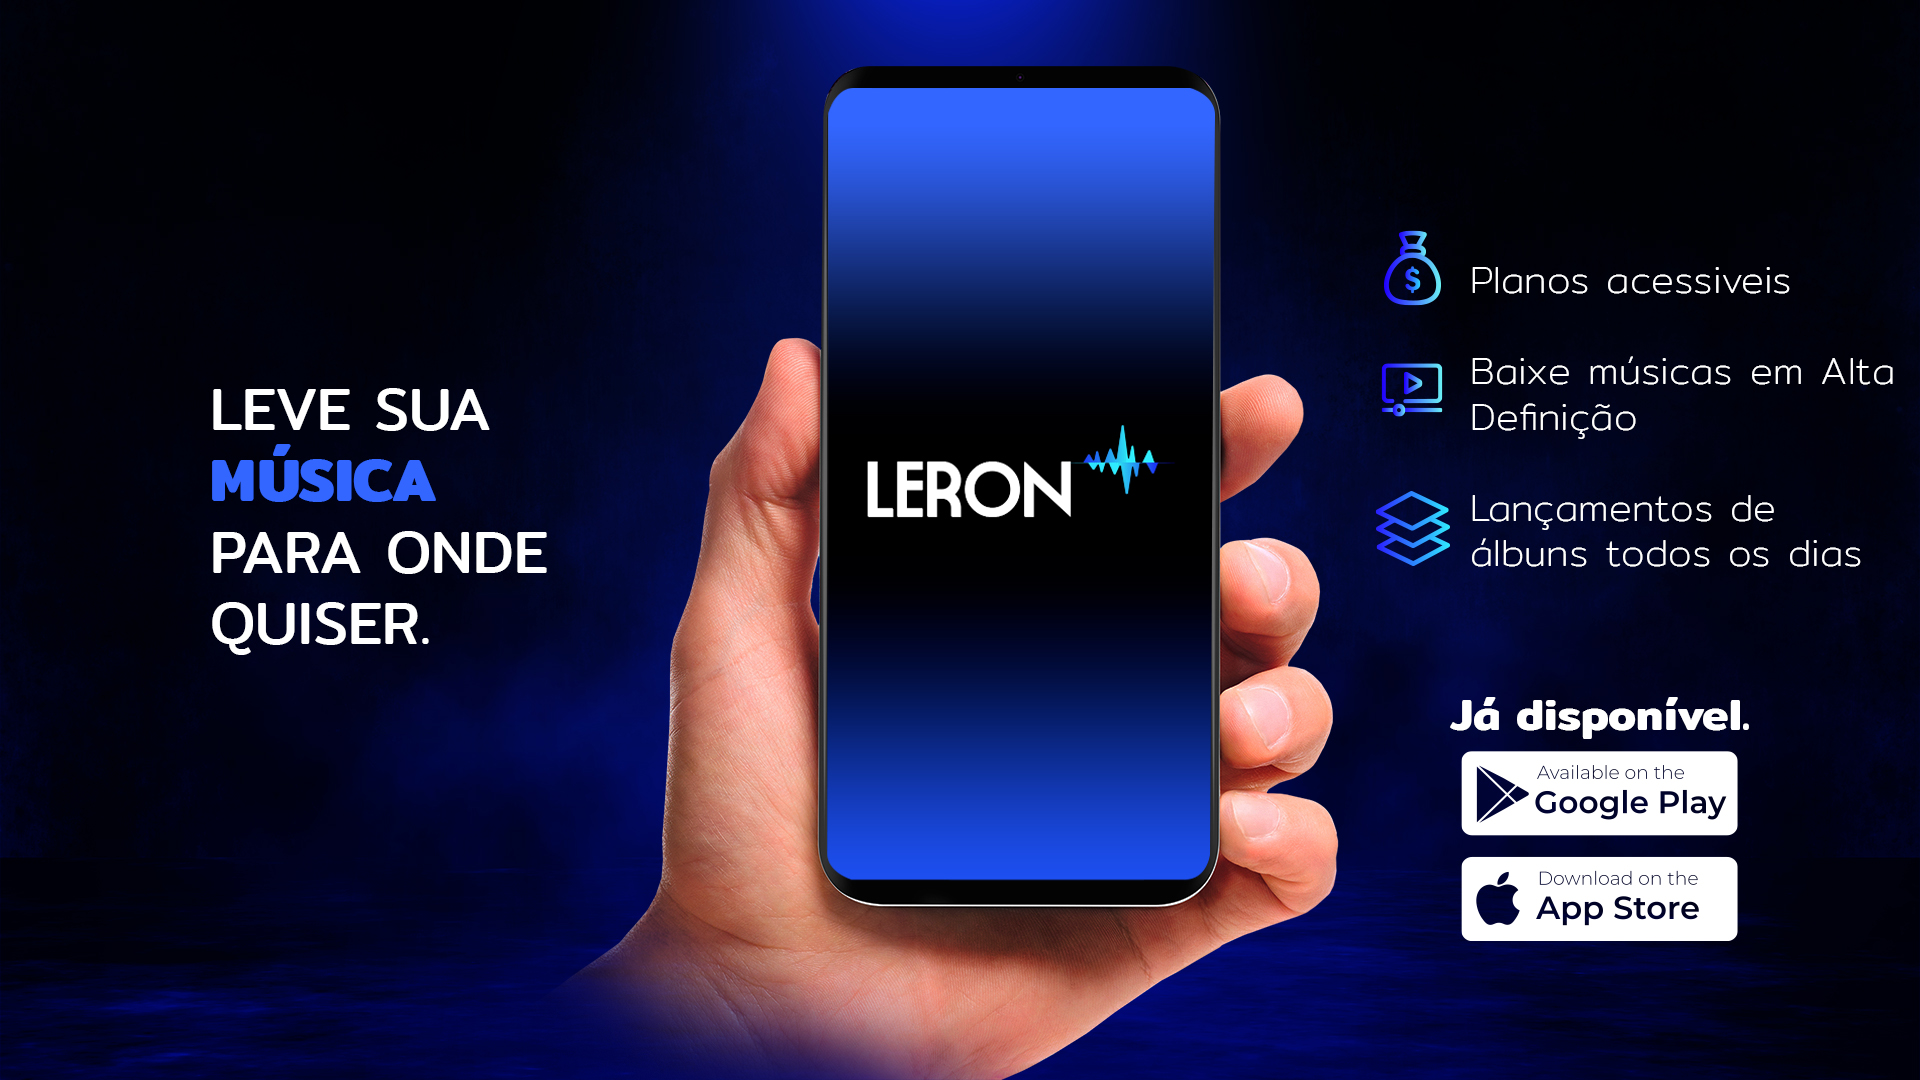 LEVE SUA
MÚSICA
PARA ONDE
QUISER.
LERON
$
Planos acessiveis
Baixe músicas em Alta
Definição
Lançamentos de
álbuns todos os dias
Já disponível.
Available on the
Google Play
Download on the
App Store